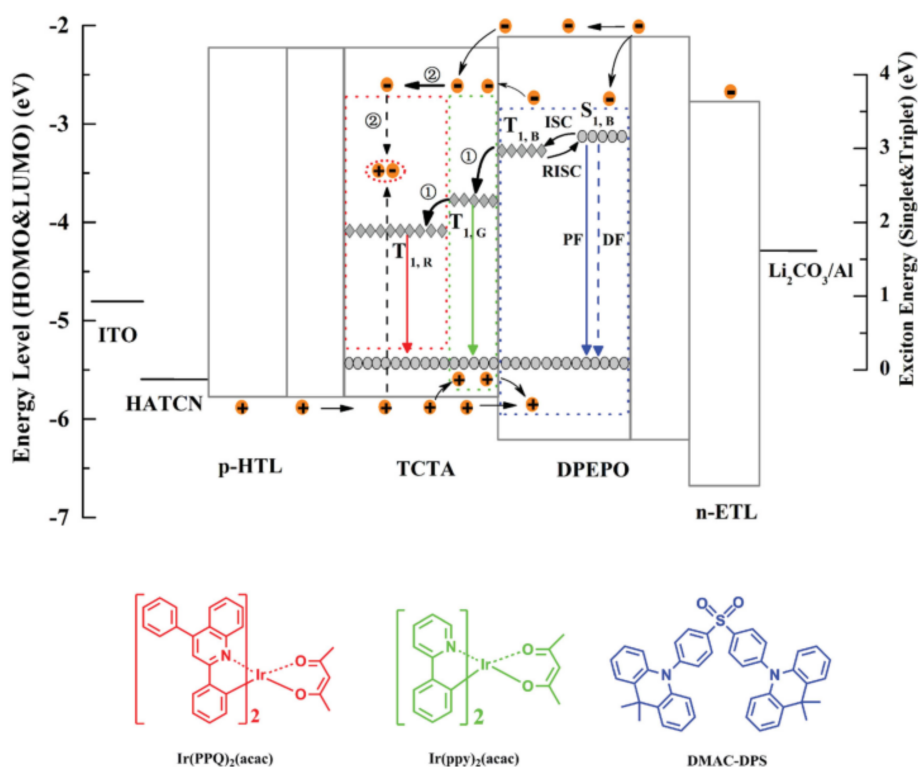 Energy Level (HOMO&LUMO) (eV)
-2
-3
-4
-5
-6
-7
ITO
HATCN
p-HTL
TCTA
DPEPO
n-ETL
Li₂CO₃/Al
②
②
①
①
T₁, B
ISC
S₁, B
RISC
T₁, G
T₁, R
PF
DF
4
3
2
1
0
Exciton Energy (Singlet&Triplet) (eV)
N
Ir
O
O
2
Ir(PPQ)₂(acac)
N
Ir
O
O
2
Ir(ppy)₂(acac)
O
O
S
N
N
DMAC-DPS